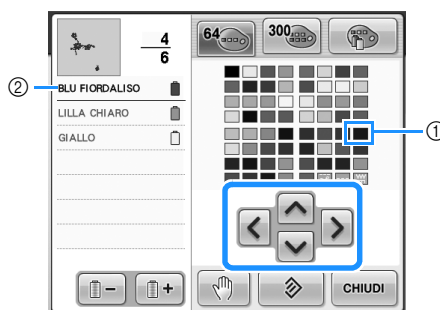 4
6
64
300
② BLU FIORDALISO
LILLA CHIARO
GIALLO
①
CHIUDI